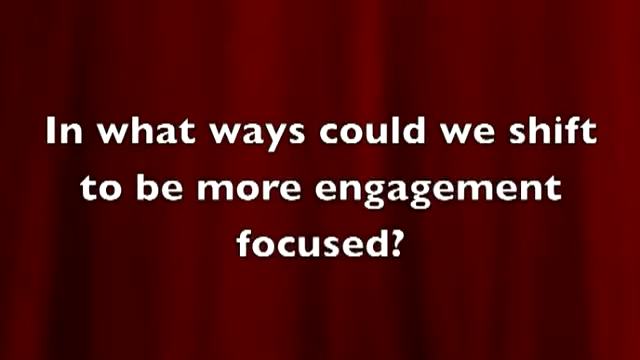 In what ways could we shift
to be more engagement
focused?